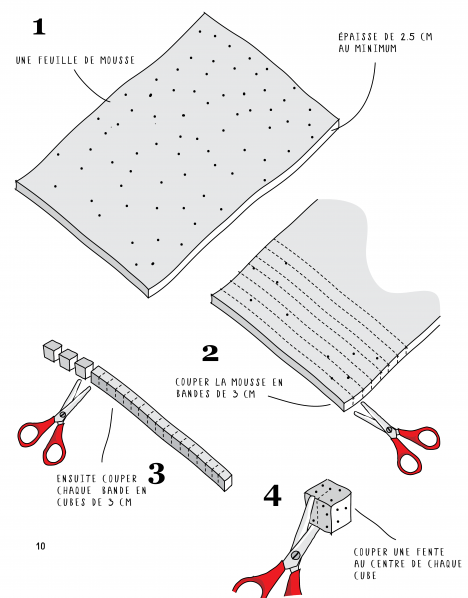 1
UNE FEUILLE DE MOUSSE
ÉPAISSE DE 2.5 CM
AU MINIMUM
2
COUPER LA MOUSSE EN
BANDES DE 3 CM
3
ENSUITE COUPER
CHAQUE BANDE EN
CUBES DE 3 CM
4
COUPER UNE FENTE
AU CENTRE DE CHAQUE
CUBE
10